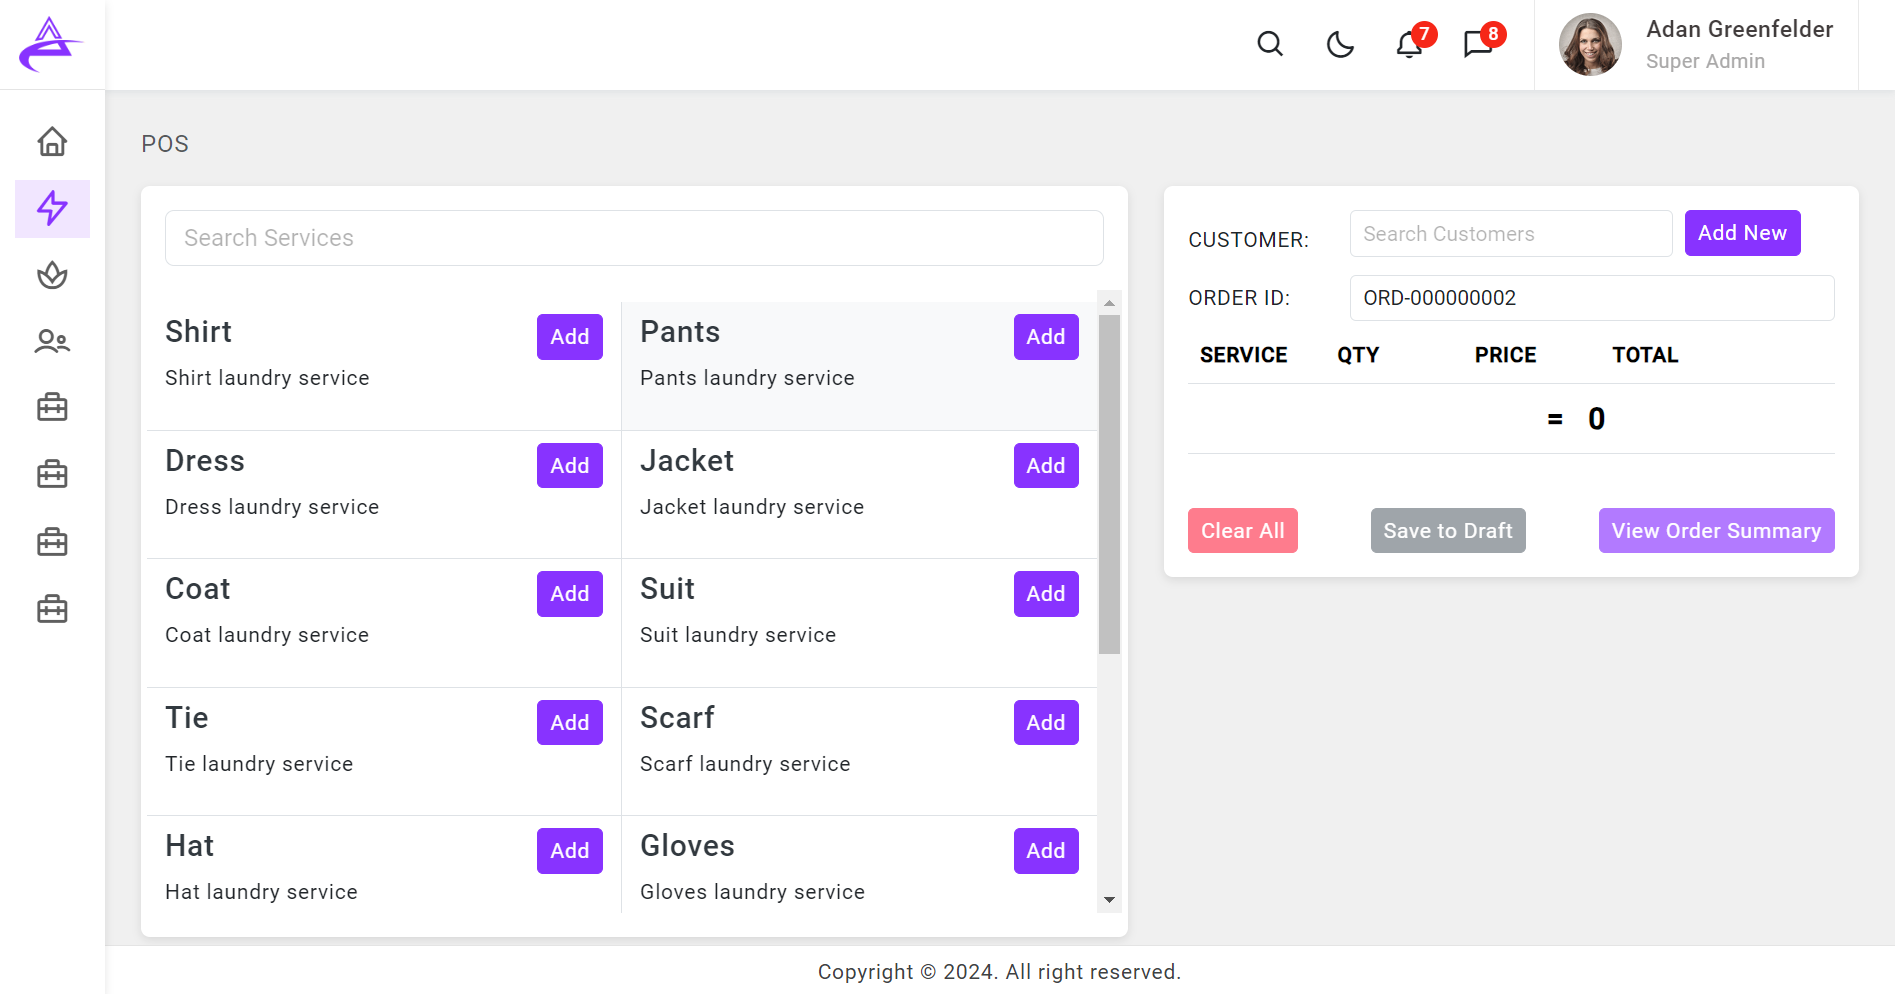 7
8
Adan Greenfelder
Super Admin
POS
Search Services
Shirt
Add
Shirt laundry service
Pants
Add
Pants laundry service
Dress
Add
Dress laundry service
Jacket
Add
Jacket laundry service
Coat
Add
Coat laundry service
Suit
Add
Suit laundry service
Tie
Add
Tie laundry service
Scarf
Add
Scarf laundry service
Hat
Add
Hat laundry service
Gloves
Add
Gloves laundry service
CUSTOMER:
Search Customers
Add New
ORDER ID:
ORD-000000002
SERVICE QTY PRICE TOTAL
= 0
Clear All
Save to Draft
View Order Summary
Copyright © 2024. All right reserved.